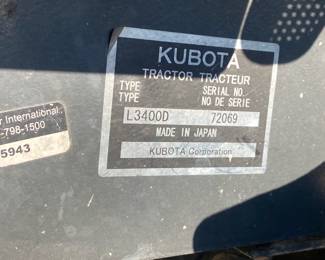 KUBOTA
TRACTOR TRACTEUR
TYPE SERIAL NO.
TYPE NO DE SERIE
L3400D 72069
MADE IN JAPAN
KUBOTA Corporation
r International
-798-1500
5943